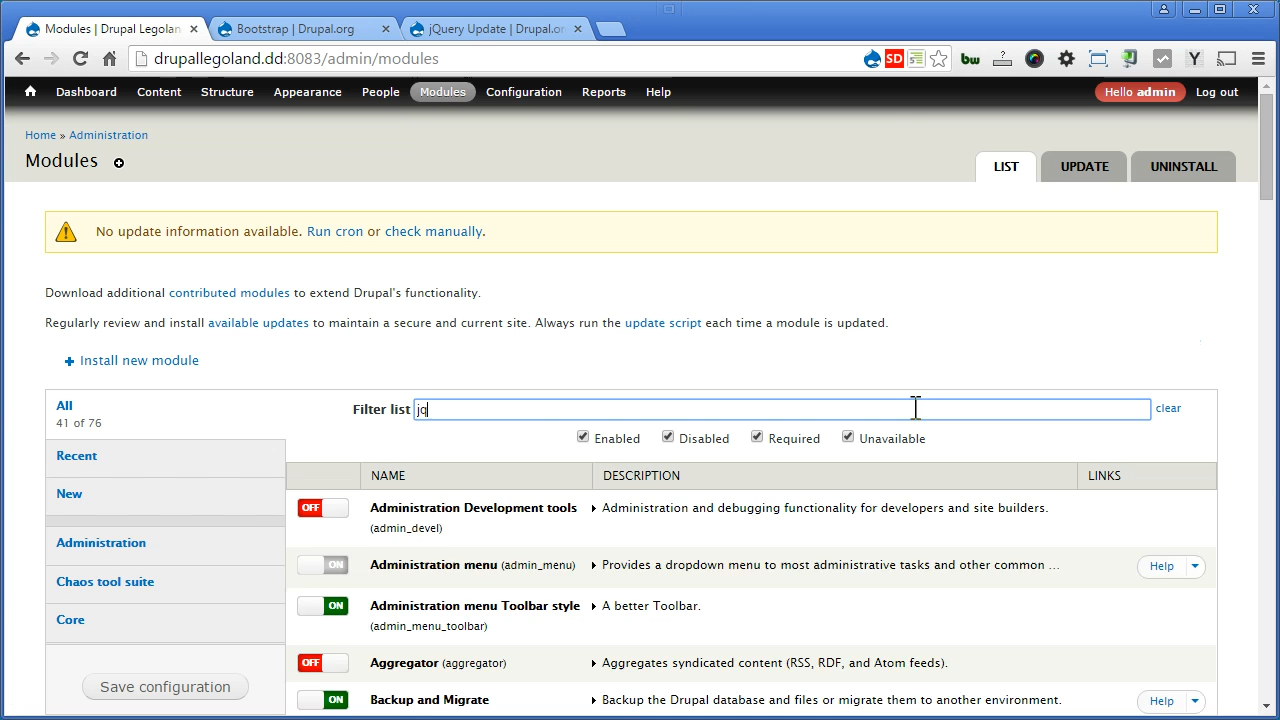 Modules | Drupal Legolan
Bootstrap | Drupal.org
jQuery Update | Drupal.or
drupallegoland.dd:8083/admin/modules
SD
bw
Y
Dashboard Content Structure Appearance People Modules Configuration Reports Help Hello admin Log out
Home » Administration
Modules
LIST UPDATE UNINSTALL
No update information available. Run cron or check manually.
Download additional contributed modules to extend Drupal's functionality.
Regularly review and install available updates to maintain a secure and current site. Always run the update script each time a module is updated.
Install new module
All
41 of 76
Recent
New
Administration
Chaos tool suite
Core
Save configuration
Filter list jq clear
Enabled Disabled Required Unavailable
NAME DESCRIPTION LINKS
OFF Administration Development tools Administration and debugging functionality for developers and site builders.
(admin_devel)
ON Administration menu (admin_menu) Provides a dropdown menu to most administrative tasks and other common ... Help
ON Administration menu Toolbar style A better Toolbar.
(admin_menu_toolbar)
OFF Aggregator (aggregator) Aggregates syndicated content (RSS, RDF, and Atom feeds).
ON Backup and Migrate Backup the Drupal database and files or migrate them to another environment. Help